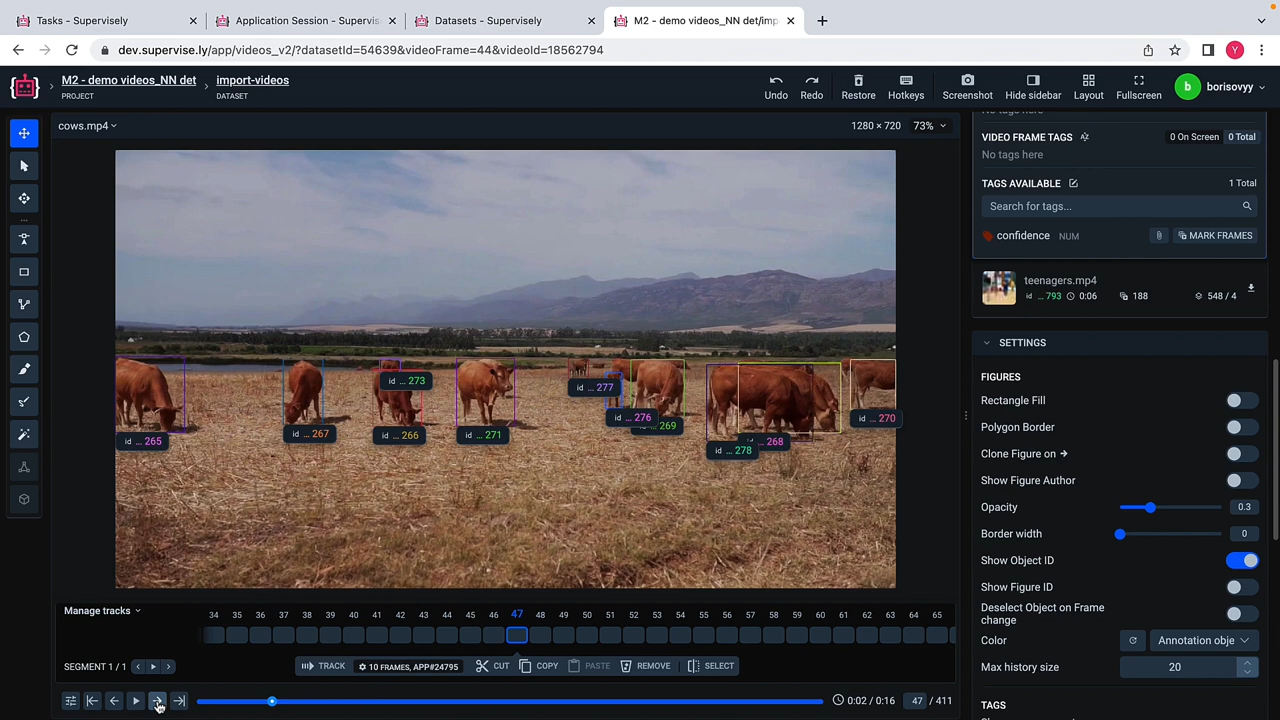 Tasks - Supervisely
Application Session - Supervis
Datasets - Supervisely
M2 - demo videos_NN det/imp
dev.supervise.ly/app/videos_v2/?datasetId=54639&videoFrame=44&videoId=18562794
Y
M2 - demo videos_NN det
import-videos
PROJECT
DATASET
Undo
Redo
Restore
Hotkeys
Screenshot
Hide sidebar
Layout
Fullscreen
b
borisovyy
cows.mp4
1280 × 720
73%
VIDEO FRAME TAGS
0 On Screen
0 Total
No tags here
TAGS AVAILABLE
1 Total
Search for tags...
confidence NUM
MARK FRAMES
teenagers.mp4
id ... 793
0:06
188
548 / 4
SETTINGS
FIGURES
Rectangle Fill
Polygon Border
Clone Figure on →
Show Figure Author
Opacity
0.3
Border width
0
Show Object ID
Show Figure ID
Deselect Object on Frame
change
Color
Annotation obje
Max history size
20
TAGS
id ... 273
id ... 277
id ... 276
269
id ... 270
id ... 265
id ... 267
id ... 266
id ... 271
268
id ... 278
Manage tracks
34 35 36 37 38 39 40 41 42 43 44 45 46 47 48 49 50 51 52 53 54 55 56 57 58 59 60 61 62 63 64 65
SEGMENT 1 / 1
TRACK
10 FRAMES, APP#24795
CUT
COPY
PASTE
REMOVE
SELECT
0:02 / 0:16
47 / 411